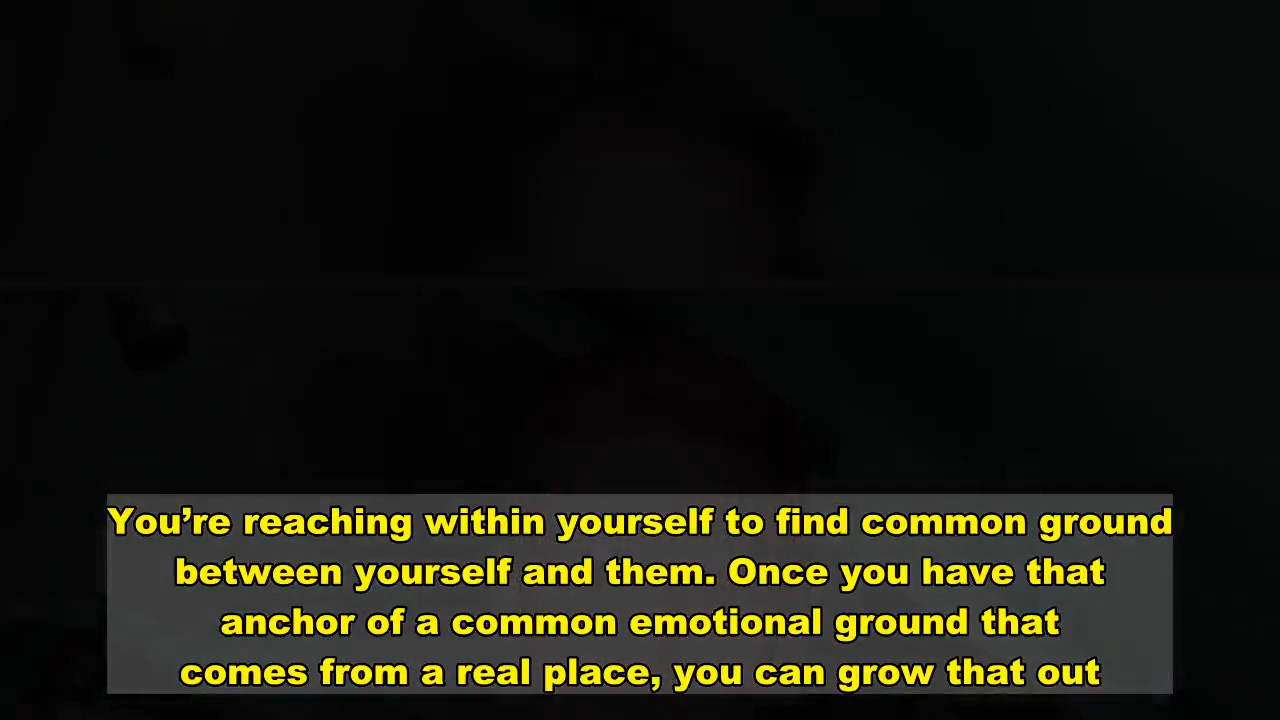 You’re reaching within yourself to find common ground
between yourself and them. Once you have that
anchor of a common emotional ground that
comes from a real place, you can grow that out